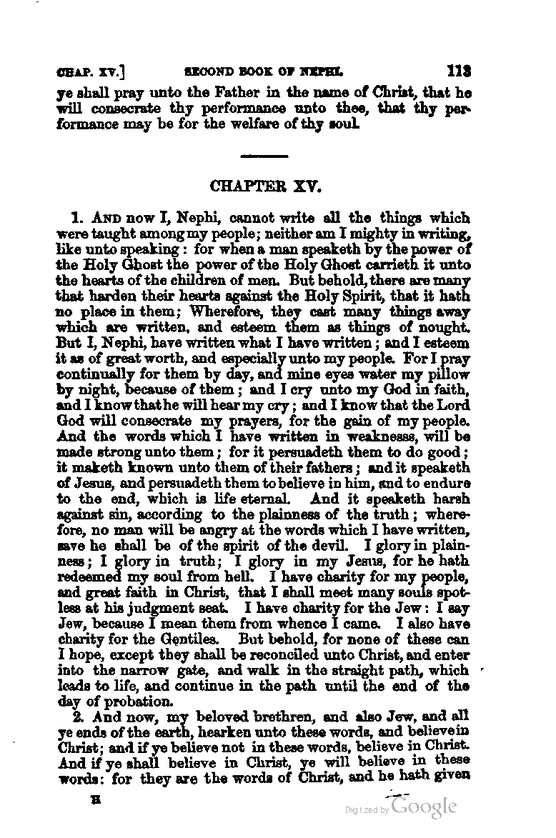 CHAP. XV.] SECOND BOOK OF NEPHI. 113
ye shall pray unto the Father in the name of Christ, that he
will consecrate thy performance unto thee, that thy per-
formance may be for the welfare of thy soul.
CHAPTER XV.
1. AND now I, Nephi, cannot write all the things which
were taught among my people; neither am I mighty in writing,
like unto speaking: for when a man speaketh by the power of
the Holy Ghost the power of the Holy Ghost carrieth it unto
the hearts of the children of men. But behold, there are many
that harden their hearts against the Holy Spirit, that it hath
no place in them; Wherefore, they cast many things away
which are written, and esteem them as things of nought.
But I, Nephi, have written what I have written; and I esteem
it as of great worth, and especially unto my people. For I pray
continually for them by day, and mine eyes water my pillow
by night, because of them; and I cry unto my God in faith,
and I know that he will hear my cry; and I know that the Lord
God will consecrate my prayers, for the gain of my people.
And the words which I have written in weaknesss, will be
made strong unto them; for it persuadeth them to do good;
it maketh known unto them of their fathers; and it speaketh
of Jesus, and persuadeth them to believe in him, and to endure
to the end, which is life eternal. And it speaketh harsh
against sin, according to the plainness of the truth; where-
fore, no man will be angry at the words which I have written,
save he shall be of the spirit of the devil. I glory in plain-
ness; I glory in truth; I glory in my Jesus, for he hath
redeemed my soul from hell. I have charity for my people,
and great faith in Christ, that I shall meet many souls spot-
less at his judgment seat. I have charity for the Jew: I say
Jew, because I mean them from whence I came. I also have
charity for the Gentiles. But behold, for none of these can
I hope, except they shall be reconciled unto Christ, and enter
into the narrow gate, and walk in the straight path, which
leads to life, and continue in the path until the end of the
day of probation.
2. And now, my beloved brethren, and also Jew, and all
ye ends of the earth, hearken unto these words, and believe in
Christ; and if ye believe not in these words, believe in Christ.
And if ye shall believe in Christ, ye will believe in these
words: for they are the words of Christ, and he hath given
H
Digitized by Google